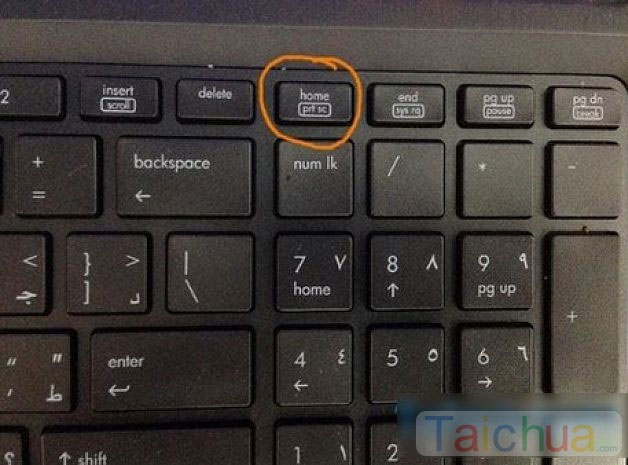 2 insert delete home end pg up pg dn
scroll prt sc sys rq pause break
+ backspace num lk / * -
= ←
< } > | 7 ٧ 8 ٨ 9 ٩
ج ] د \ home ↑ pg up +
" " enter 4 ٤ 5 ٥ 6 ٦
, ط ↵ ← →
؟ ↑ shift 1 ١ 2
Taichua.com